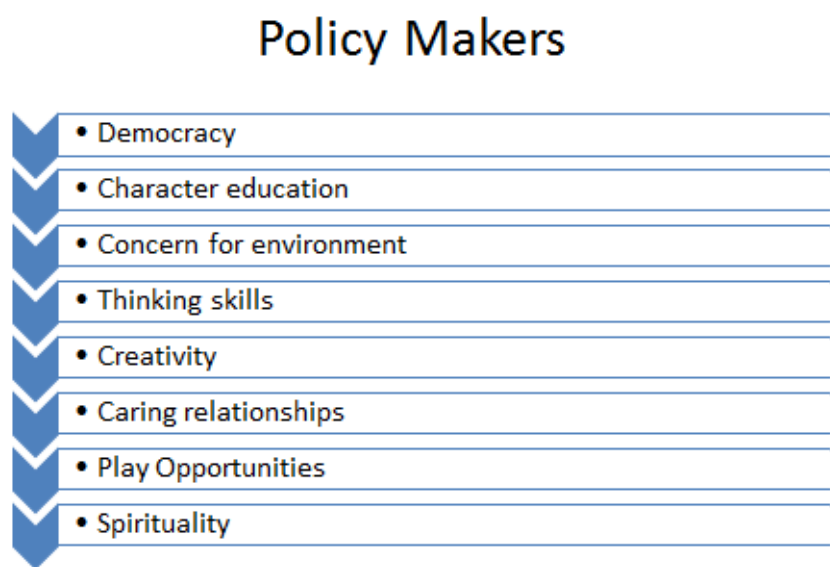 Policy Makers
• Democracy
• Character education
• Concern for environment
• Thinking skills
• Creativity
• Caring relationships
• Play Opportunities
• Spirituality